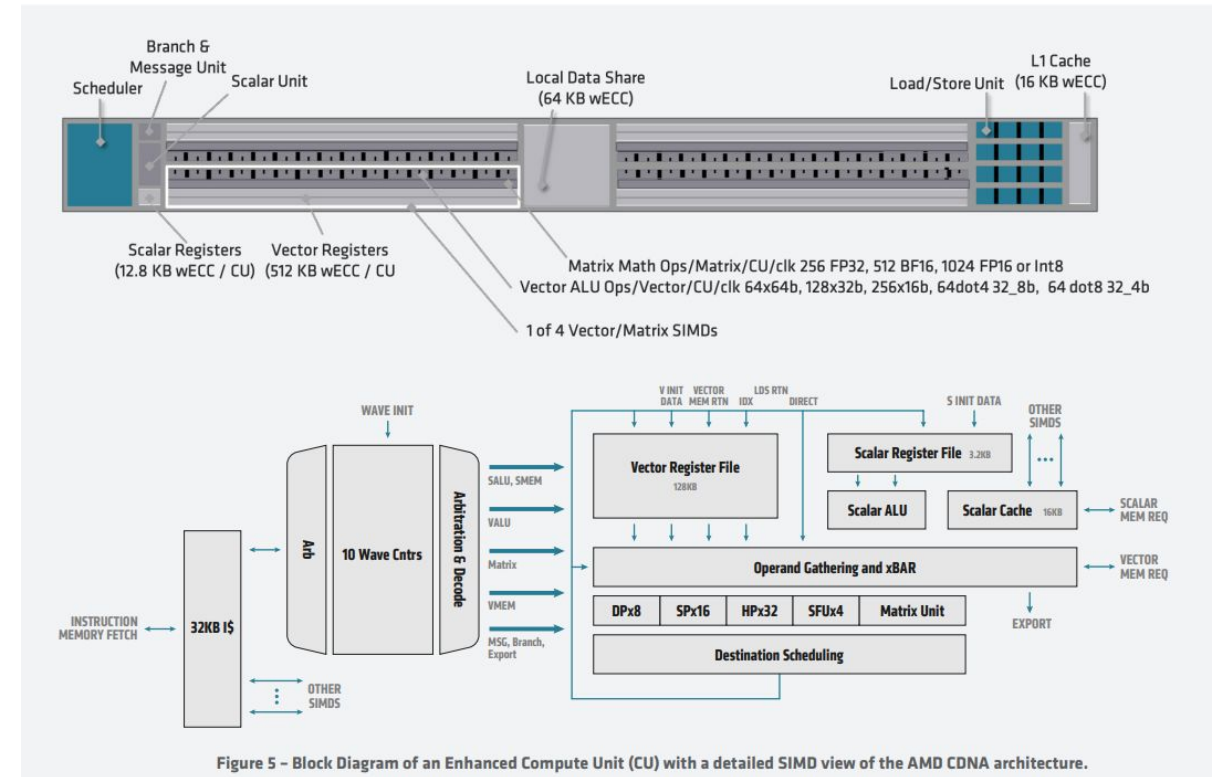 Branch &
Message Unit
Scheduler
Scalar Unit
Local Data Share
(64 KB wECC)
Load/Store Unit
L1 Cache
(16 KB wECC)
Scalar Registers
(12.8 KB wECC / CU)
Vector Registers
(512 KB wECC / CU
Matrix Math Ops/Matrix/CU/clk 256 FP32, 512 BF16, 1024 FP16 or Int8
Vector ALU Ops/Vector/CU/clk 64x64b, 128x32b, 256x16b, 64dot4 32_8b, 64 dot8 32_4b
1 of 4 Vector/Matrix SIMDs
WAVE INIT
V INIT
DATA
VECTOR
MEM RTN
LDS RTN
IDX
DIRECT
S INIT DATA
OTHER
SIMDS
Arb
10 Wave Cntrs
Arbitration & Decode
SALU, SMEM
VALU
Matrix
VMEM
MSG, Branch,
Export
Vector Register File
128KB
Scalar Register File 3.2KB
Scalar ALU
Scalar Cache 16KB
SCALAR
MEM REQ
Operand Gathering and xBAR
VECTOR
MEM REQ
DPx8
SPx16
HPx32
SFUx4
Matrix Unit
EXPORT
Destination Scheduling
INSTRUCTION
MEMORY FETCH
32KB I$
OTHER
SIMDS
Figure 5 – Block Diagram of an Enhanced Compute Unit (CU) with a detailed SIMD view of the AMD CDNA architecture.